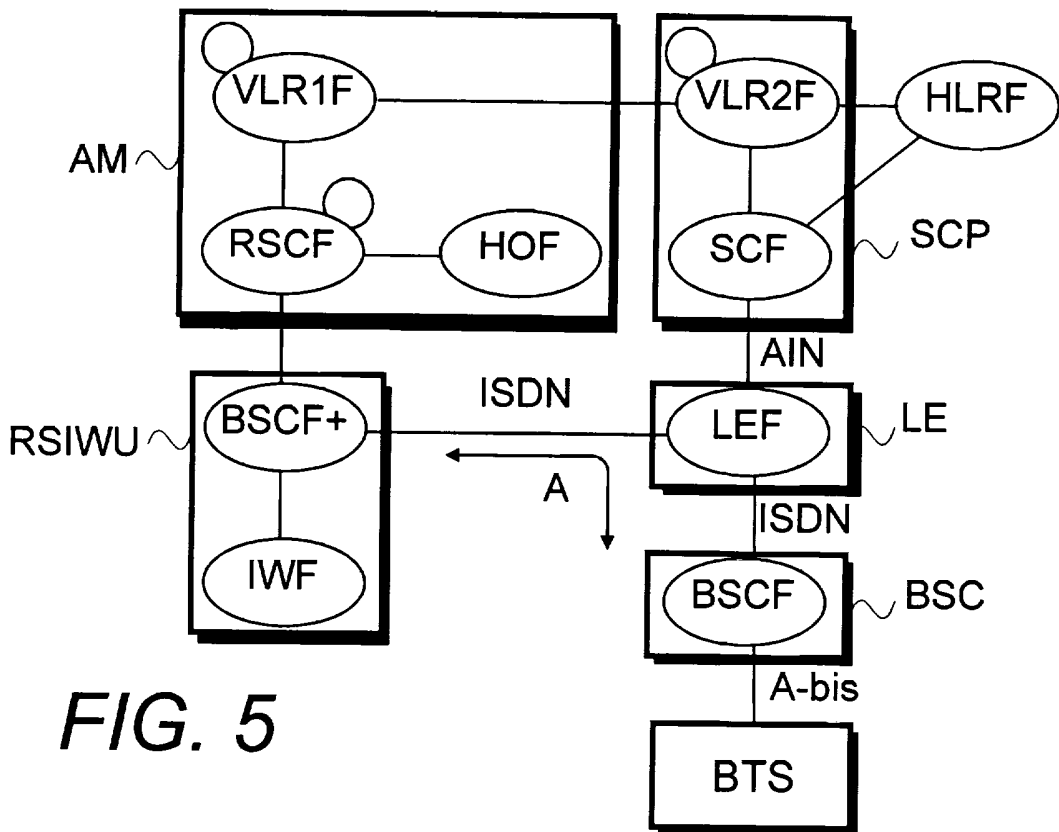 VLR1F
VLR2F
HLRF
AM
RSCF
HOF
SCF
SCP
AIN
BSCF+
ISDN
LEF
LE
RSIWU
A
ISDN
IWF
BSCF
BSC
A-bis
FIG. 5
BTS